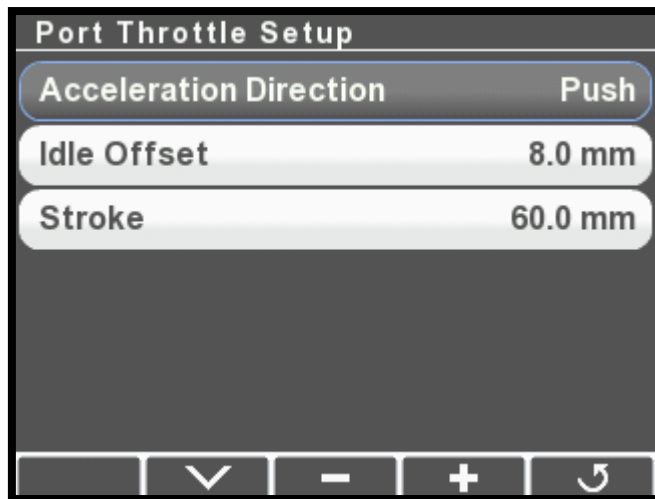 Port Throttle Setup
Acceleration Direction Push
Idle Offset 8.0 mm
Stroke 60.0 mm